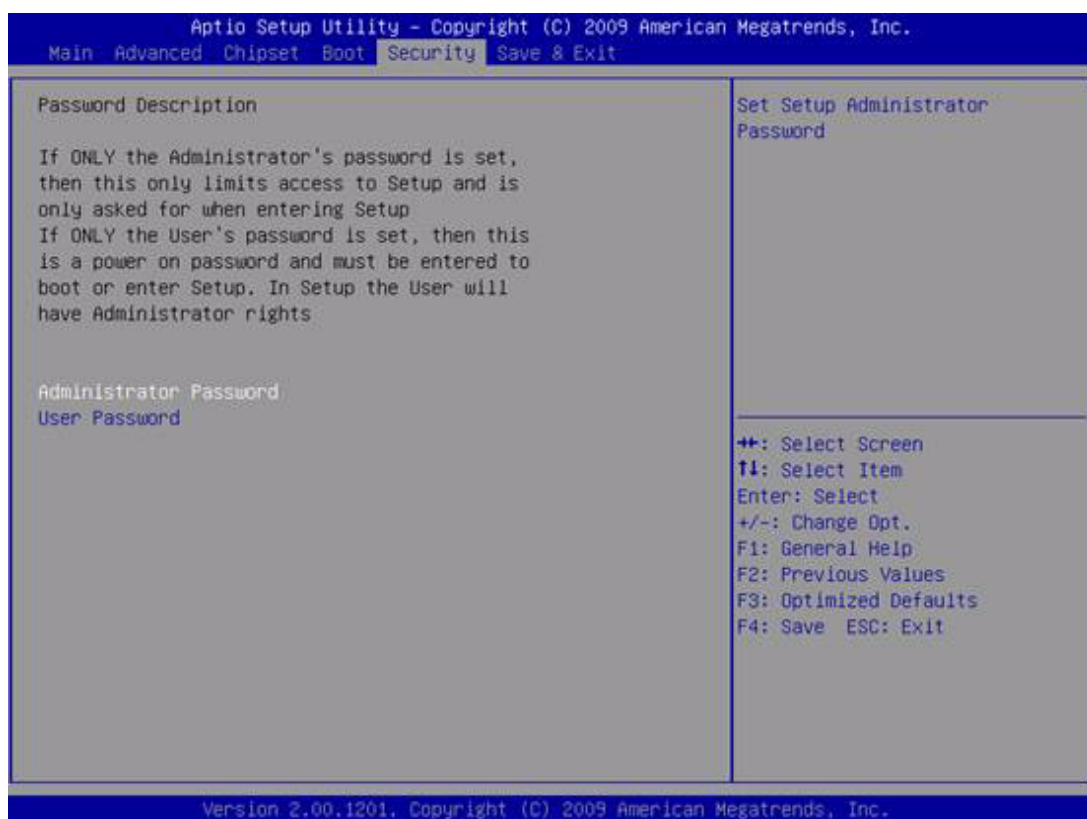 Aptio Setup Utility – Copyright (C) 2009 American Megatrends, Inc.
Main Advanced Chipset Boot Security Save & Exit
Password Description
If ONLY the Administrator's password is set,
then this only limits access to Setup and is
only asked for when entering Setup
If ONLY the User's password is set, then this
is a power on password and must be entered to
boot or enter Setup. In Setup the User will
have Administrator rights
Administrator Password
User Password
Set Setup Administrator
Password
→←: Select Screen
↑↓: Select Item
Enter: Select
+/-: Change Opt.
F1: General Help
F2: Previous Values
F3: Optimized Defaults
F4: Save ESC: Exit
Version 2.00.1201. Copyright (C) 2009 American Megatrends, Inc.